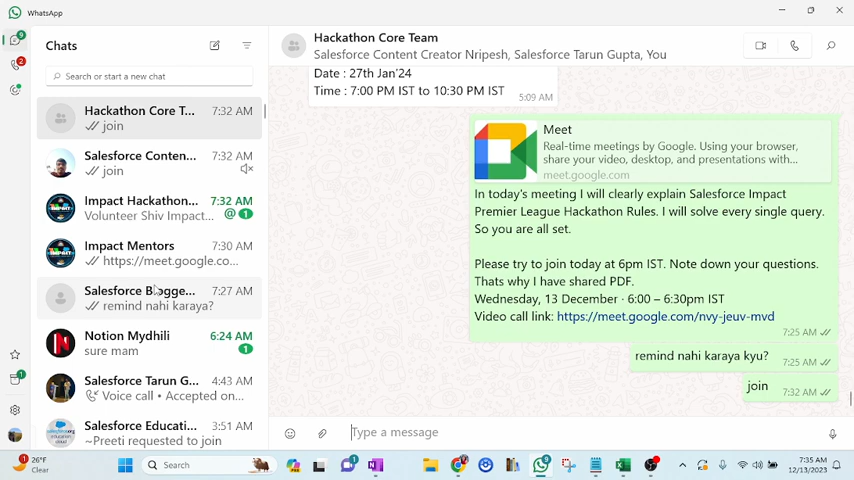 WhatsApp
9
2
1
Chats
Search or start a new chat
Hackathon Core T...
7:32 AM
join
Salesforce Conten...
7:32 AM
join
Impact Hackathon...
7:32 AM
Volunteer Shiv Impact...
@ 1
Impact Mentors
7:30 AM
https://meet.google.co...
Salesforce Blogge...
7:27 AM
remind nahi karaya?
Notion Mydhili
6:24 AM
sure mam
1
Salesforce Tarun G...
4:43 AM
Voice call • Accepted on...
Salesforce Educati...
3:51 AM
~Preeti requested to join
Hackathon Core Team
Salesforce Content Creator Nripesh, Salesforce Tarun Gupta, You
Date : 27th Jan'24
Time : 7:00 PM IST to 10:30 PM IST
5:09 AM
Meet
Real-time meetings by Google. Using your browser,
share your video, desktop, and presentations with...
meet.google.com
In today's meeting I will clearly explain Salesforce Impact
Premier League Hackathon Rules. I will solve every single query.
So you are all set.
Please try to join today at 6pm IST. Note down your questions.
Thats why I have shared PDF.
Wednesday, 13 December · 6:00 – 6:30pm IST
Video call link: https://meet.google.com/nvy-jeuv-mvd
7:25 AM
remind nahi karaya kyu?
7:25 AM
join
7:32 AM
Type a message
1
26°F
Clear
Search
1
9
7:35 AM
12/13/2023